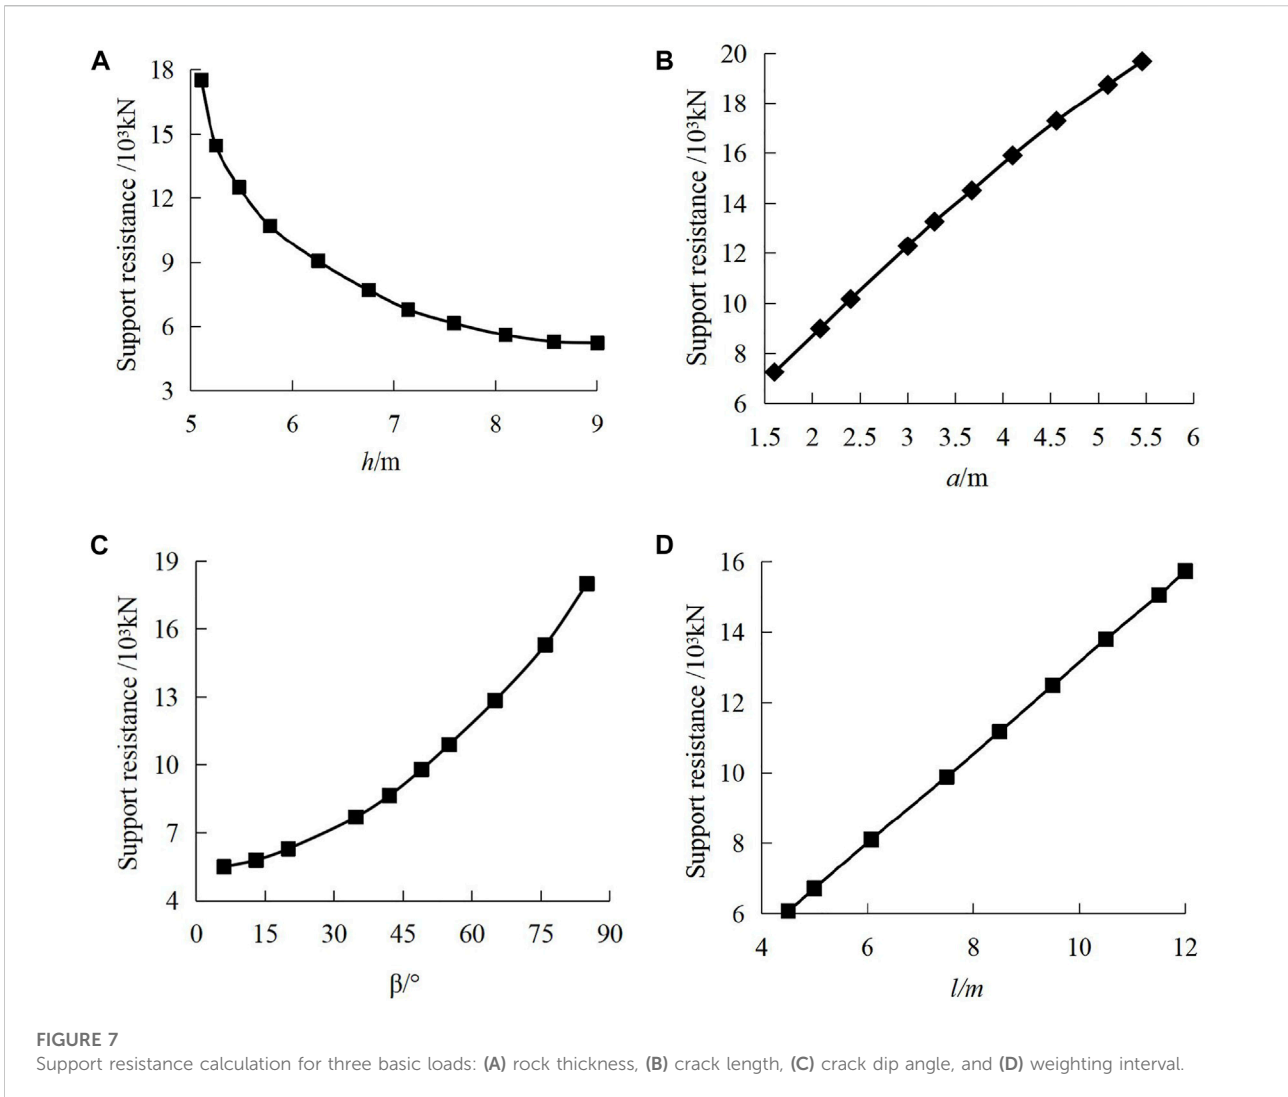 A
Support resistance /10³kN
18
15
12
9
6
3
5 6 7 8 9
h/m
B
Support resistance /10³kN
20
18
16
14
12
10
8
6
1.5 2 2.5 3 3.5 4 4.5 5 5.5 6
a/m
C
Support resistance /10³kN
19
16
13
10
7
4
0 15 30 45 60 75 90
β/°
D
Support resistance /10³kN
16
14
12
10
8
6
4 6 8 10 12
l/m
FIGURE 7
Support resistance calculation for three basic loads: (A) rock thickness, (B) crack length, (C) crack dip angle, and (D) weighting interval.